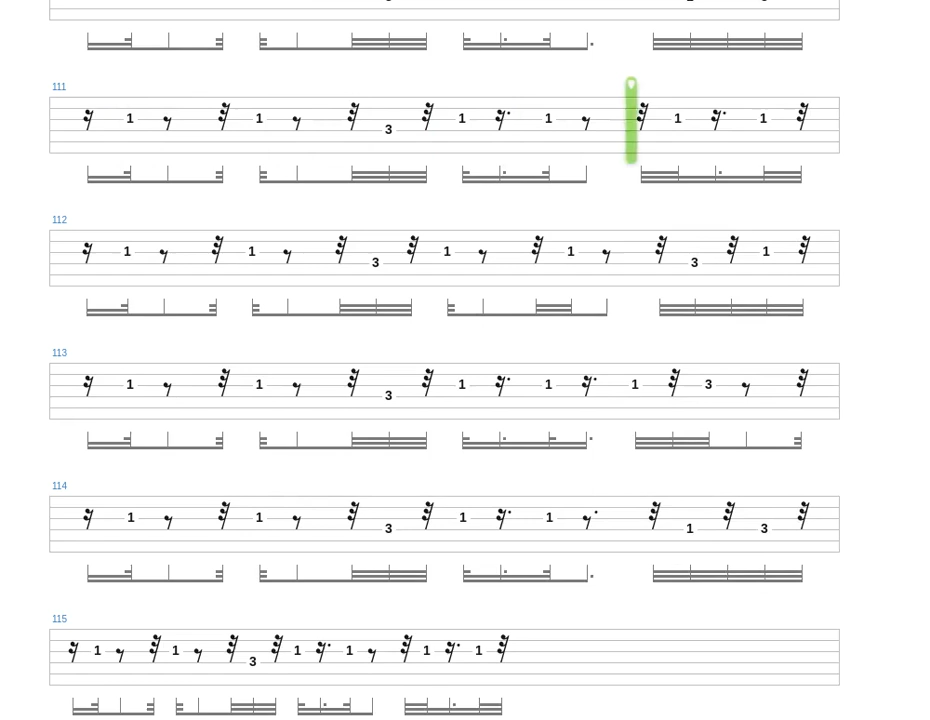 111
1 1 3 1 1 1 1
112
1 1 3 1 1 3 1
113
1 1 3 1 1 1 3
114
1 1 3 1 1 1 3
115
1 1 3 1 1 1 1